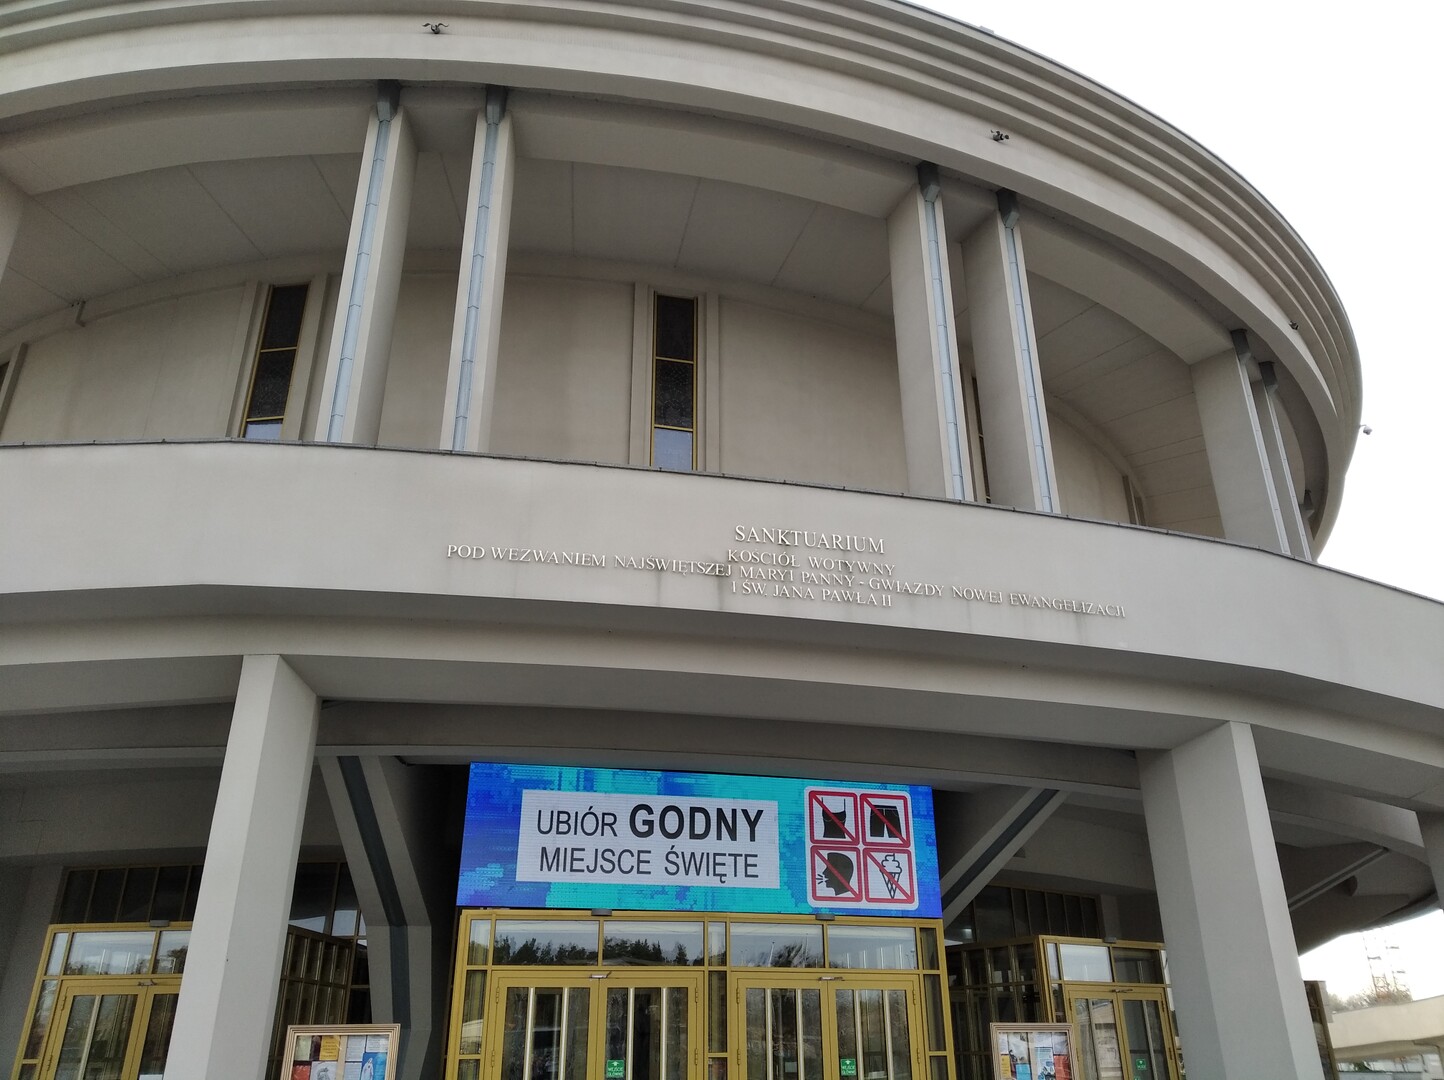 SANKTUARIUM
KOŚCIÓŁ WOTYWNY
POD WEZWANIEM NAJŚWIĘTSZEJ MARYI PANNY - GWIAZDY NOWEJ EWANGELIZACJI
I ŚW. JANA PAWŁA II
UBIÓR GODNY
MIEJSCE ŚWIĘTE